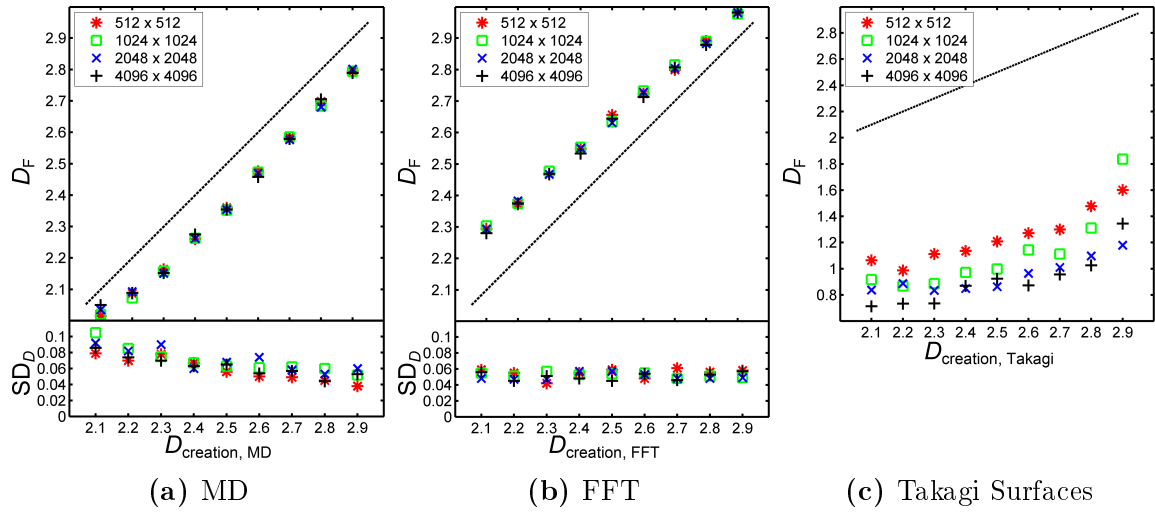 512 x 512
1024 x 1024
2048 x 2048
4096 x 4096
2.9
2.8
2.7
2.6
2.5
2.4
2.3
2.2
2.1
D_F
0.1
0.08
0.06
0.04
0.02
0
SD_D
2.1 2.2 2.3 2.4 2.5 2.6 2.7 2.8 2.9
D_creation, MD
(a) MD
512 x 512
1024 x 1024
2048 x 2048
4096 x 4096
2.9
2.8
2.7
2.6
2.5
2.4
2.3
2.2
2.1
D_F
0.1
0.08
0.06
0.04
0.02
0
SD_D
2.1 2.2 2.3 2.4 2.5 2.6 2.7 2.8 2.9
D_creation, FFT
(b) FFT
512 x 512
1024 x 1024
2048 x 2048
4096 x 4096
2.8
2.6
2.4
2.2
2
1.8
1.6
1.4
1.2
1
0.8
D_F
2.1 2.2 2.3 2.4 2.5 2.6 2.7 2.8 2.9
D_creation, Takagi
(c) Takagi Surfaces